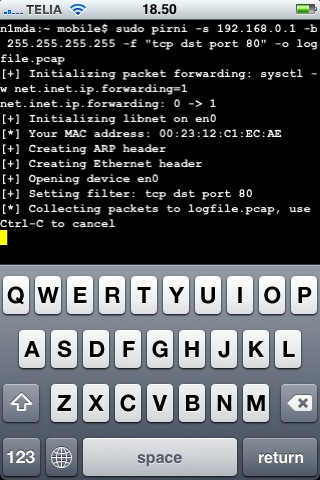 TELIA 18.50
n1mda:~ mobile$ sudo pirni -s 192.168.0.1 -b
255.255.255.255 -f "tcp dst port 80" -o log
file.pcap
[+] Initializing packet forwarding: sysctl -
w net.inet.ip.forwarding=1
net.inet.ip.forwarding: 0 -> 1
[+] Initializing libnet on en0
[*] Your MAC address: 00:23:12:C1:EC:AE
[+] Creating ARP header
[+] Creating Ethernet header
[+] Opening device en0
[+] Setting filter: tcp dst port 80
[*] Collecting packets to logfile.pcap, use
Ctrl-C to cancel
Q W E R T Y U I O P
A S D F G H J K L
Z X C V B N M
123 space return